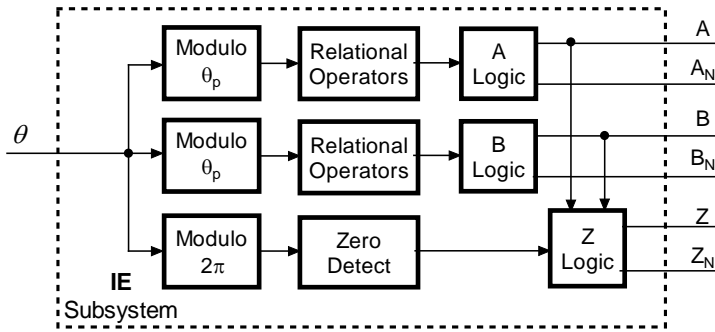 θ
Modulo
θp
Relational
Operators
A
Logic
A
AN
Modulo
θp
Relational
Operators
B
Logic
B
BN
Modulo
2π
Zero
Detect
Z
Logic
Z
ZN
IE
Subsystem